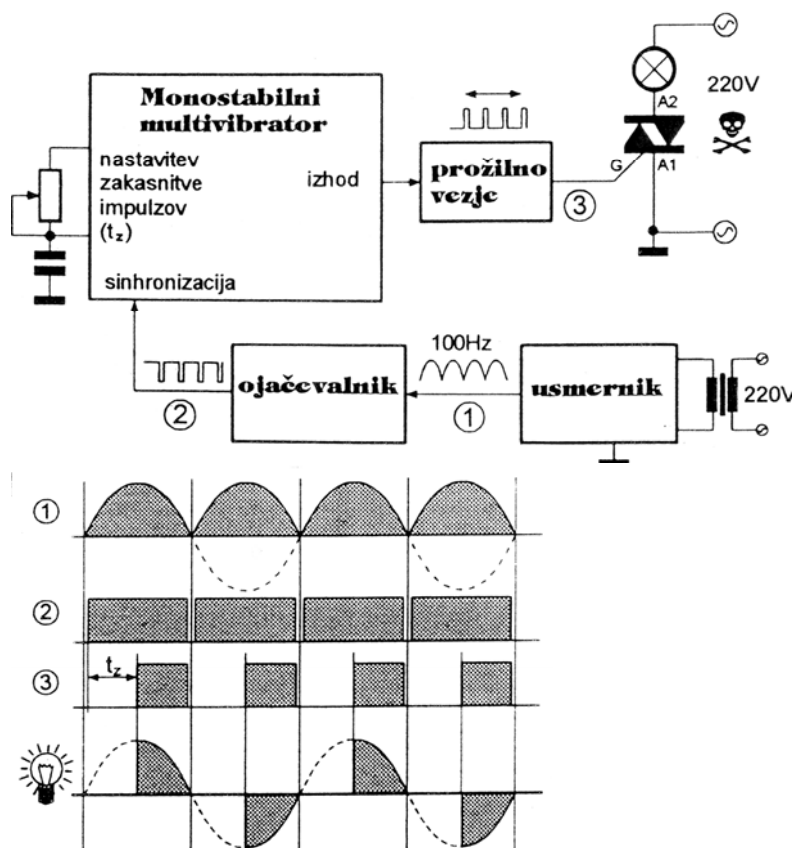 Monostabilni
multivibrator
nastavitev
zakasnitve
impulzov
(tz)
izhod
sinhronizacija
prožilno
vezje
3
A2
220V
G
A1
100Hz
ojačevalnik
2
1
usmernik
220V
1
2
3
tz